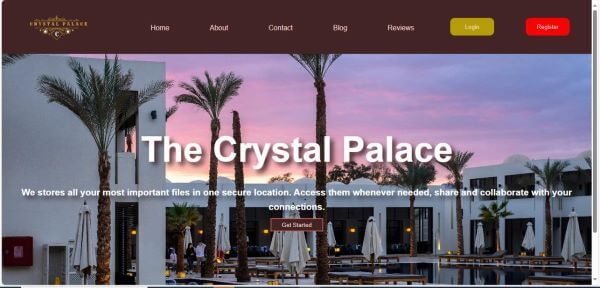 CRYSTAL PALACE
Home About Contact Blog Reviews Login Register
The Crystal Palace
We stores all your most important files in one secure location. Access them whenever needed, share and collaborate with your
connections.
Get Started